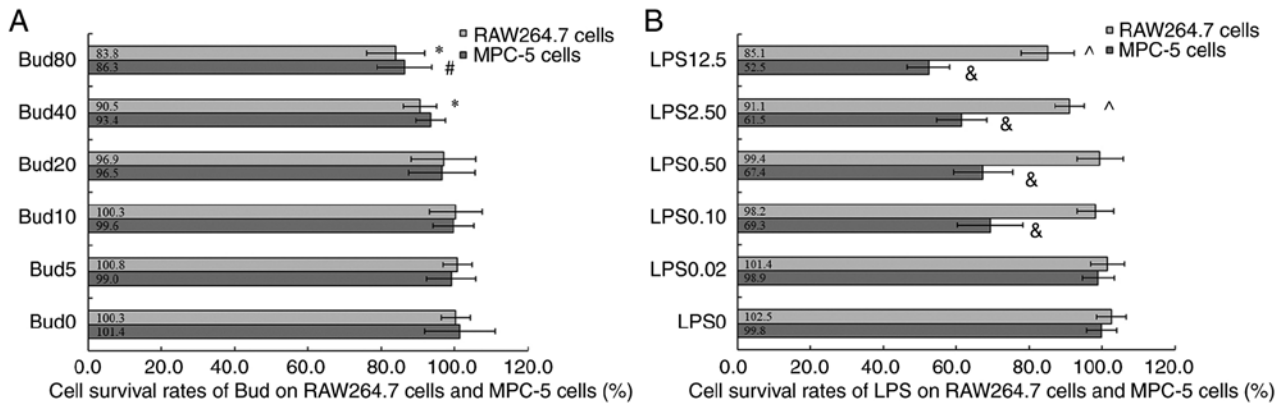 A
RAW264.7 cells
MPC-5 cells
Bud80
83.8
*
86.3
#
Bud40
90.5
*
93.4
Bud20
96.9
96.5
Bud10
100.3
99.6
Bud5
100.8
99.0
Bud0
100.3
101.4
0.0 20.0 40.0 60.0 80.0 100.0 120.0
Cell survival rates of Bud on RAW264.7 cells and MPC-5 cells (%)
B
RAW264.7 cells
MPC-5 cells
LPS12.5
85.1
^
52.5
&
LPS2.50
91.1
^
61.5
&
LPS0.50
99.4
67.4
&
LPS0.10
98.2
69.3
&
LPS0.02
101.4
98.9
LPS0
102.5
99.8
0.0 20.0 40.0 60.0 80.0 100.0 120.0
Cell survival rates of LPS on RAW264.7 cells and MPC-5 cells (%)